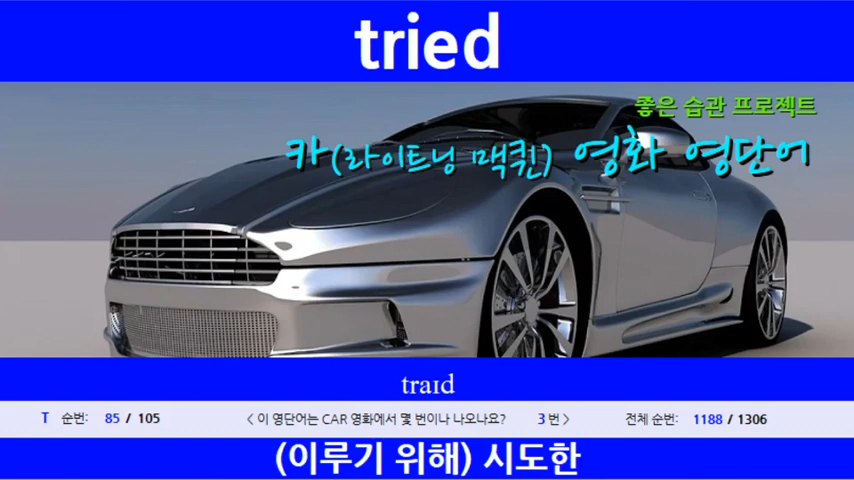 tried
좋은 습관 프로젝트
카(라이트닝 맥퀸) 영화 영단어
traɪd
T 순번: 85 / 105 < 이 영단어는 CAR 영화에서 몇 번이나 나오나요? 3 번 > 전체 순번: 1188 / 1306
(이루기 위해) 시도한